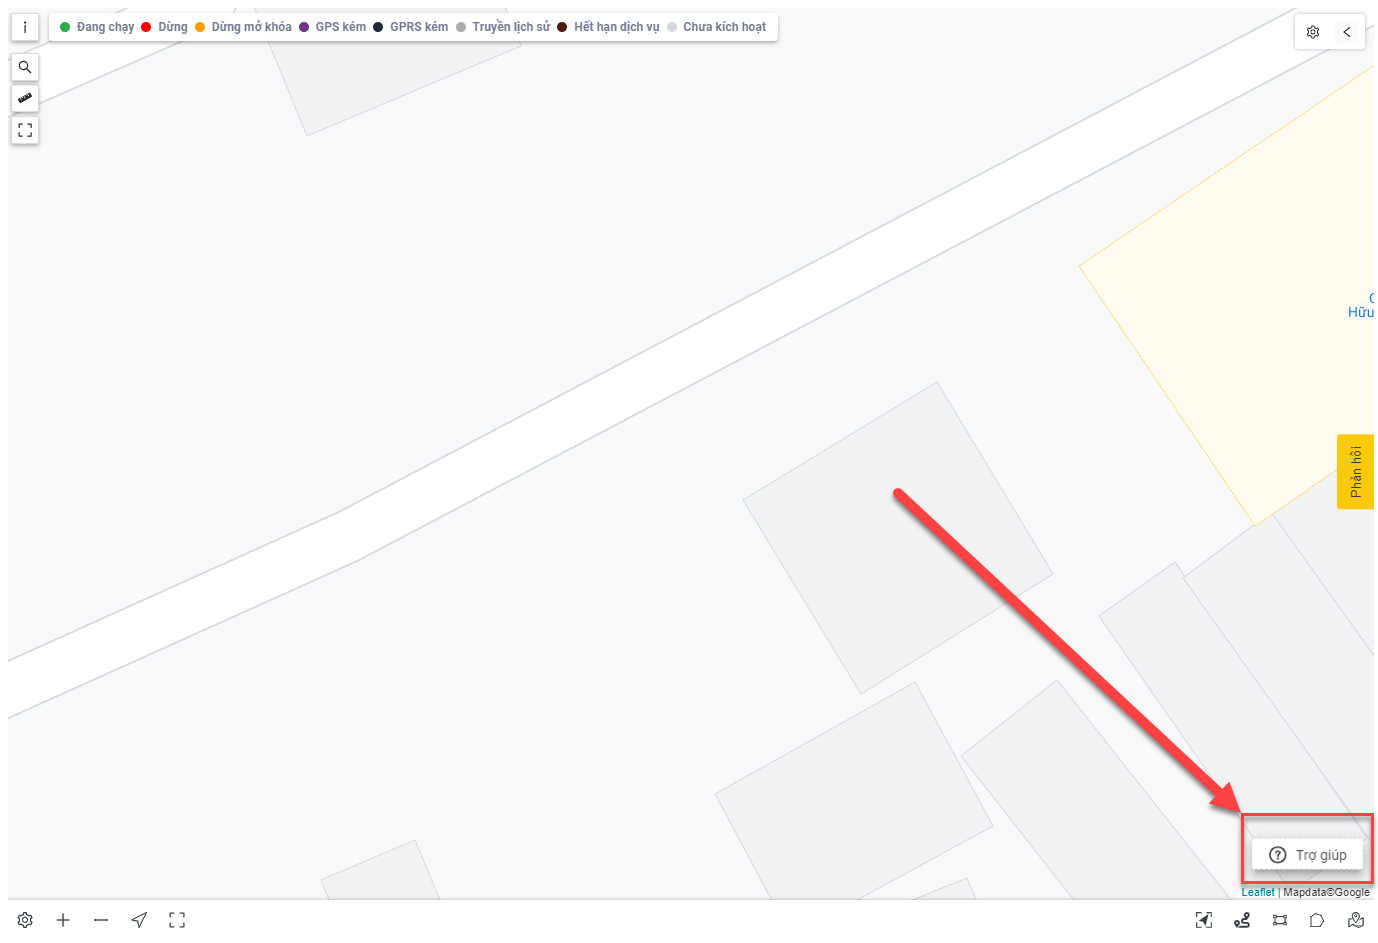 i
Đang chạy Dừng Dừng mở khóa GPS kém GPRS kém Truyền lịch sử Hết hạn dịch vụ Chưa kích hoạt
Hữu
Phản hồi
Trợ giúp
Leaflet | Mapdata©Google